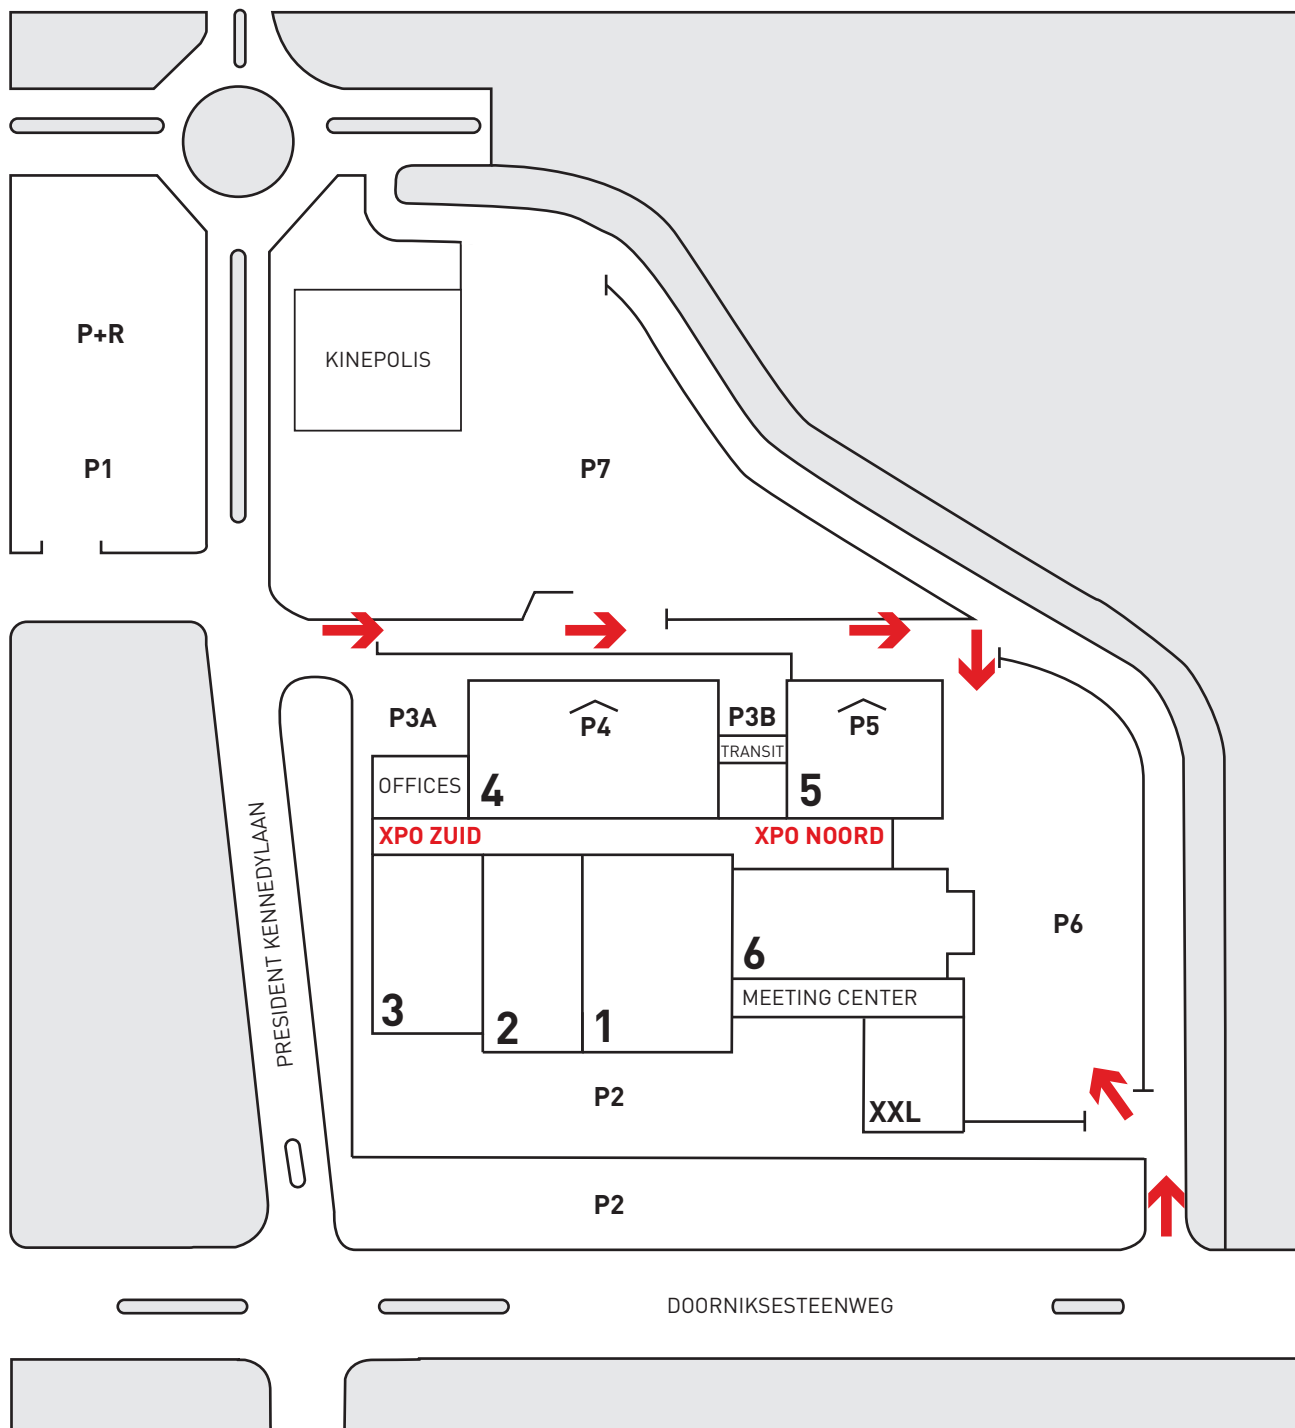 P+R
KINEPOLIS
P1
P7
P3A
P4
P3B
P5
TRANSIT
OFFICES
4
5
XPO ZUID
XPO NOORD
PRESIDENT KENNEDYLAAN
P6
6
3
2
1
MEETING CENTER
P2
XXL
P2
DOORNIKSESTEENWEG